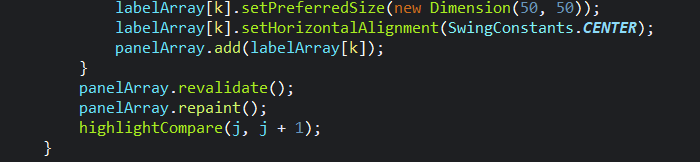 labelArray[k].setPreferredSize(new Dimension(50, 50));
labelArray[k].setHorizontalAlignment(SwingConstants.CENTER);
panelArray.add(labelArray[k]);
}
panelArray.revalidate();
panelArray.repaint();
highlightCompare(j, j + 1);
}